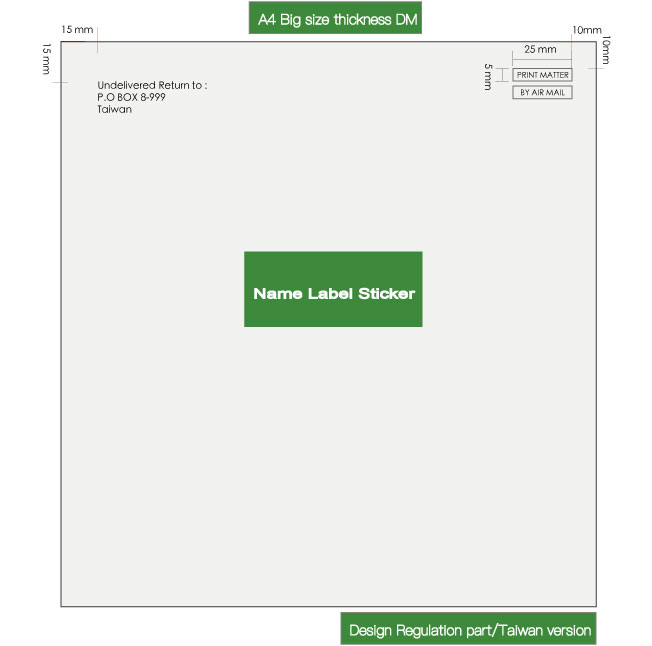 A4 Big size thickness DM
15 mm
10mm
15 mm
10mm
25 mm
5 mm
PRINT MATTER
BY AIR MAIL
Undelivered Return to :
P.O BOX 8-999
Taiwan
Name Label Sticker
Design Regulation part/Taiwan version